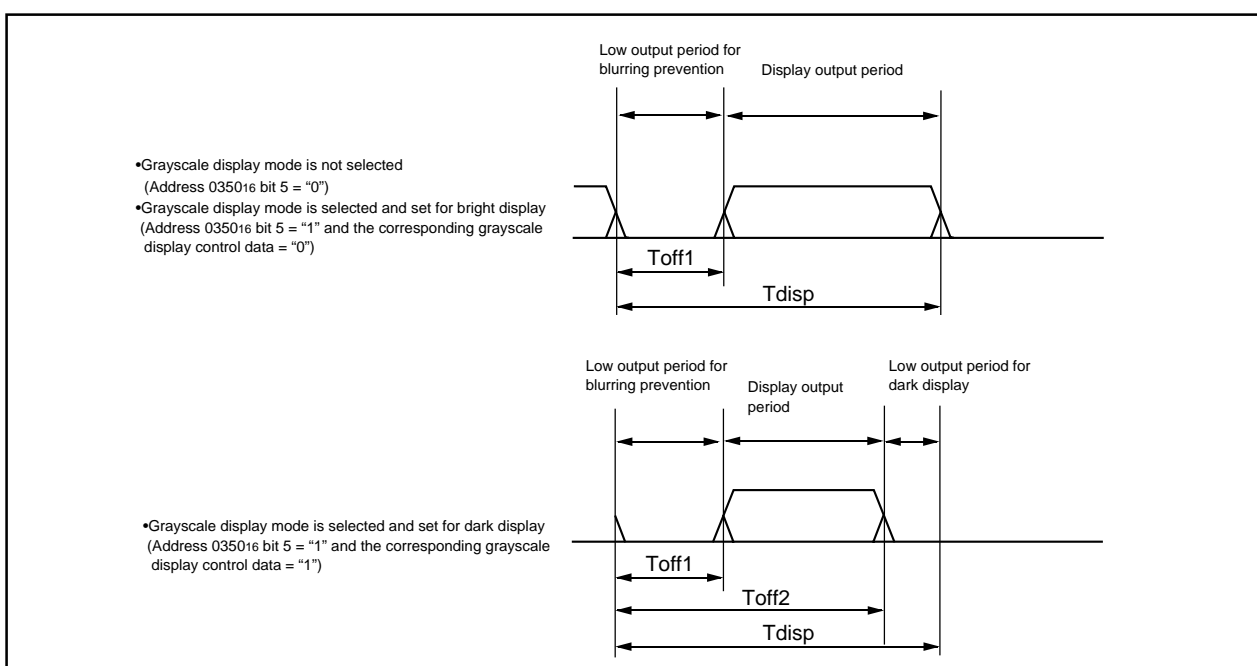 Low output period for
blurring prevention
Display output period
•Grayscale display mode is not selected
(Address 035016 bit 5 = “0”)
•Grayscale display mode is selected and set for bright display
(Address 035016 bit 5 = “1” and the corresponding grayscale
display control data = “0”)
Toff1
Tdisp
Low output period for
blurring prevention
Display output
period
Low output period for
dark display
•Grayscale display mode is selected and set for dark display
(Address 035016 bit 5 = “1” and the corresponding grayscale
display control data = “1”)
Toff1
Toff2
Tdisp